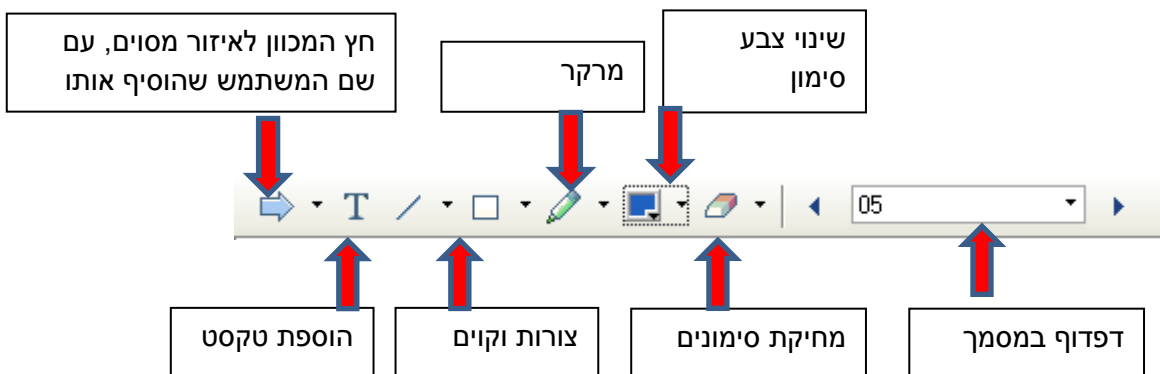 חץ המכוון לאיזור מסוים, עם
שם המשתמש שהוסיף אותו
מרקר
שינוי צבע
סימון
T
05
הוספת טקסט
צורות וקוים
מחיקת סימונים
דפדוף במסמך